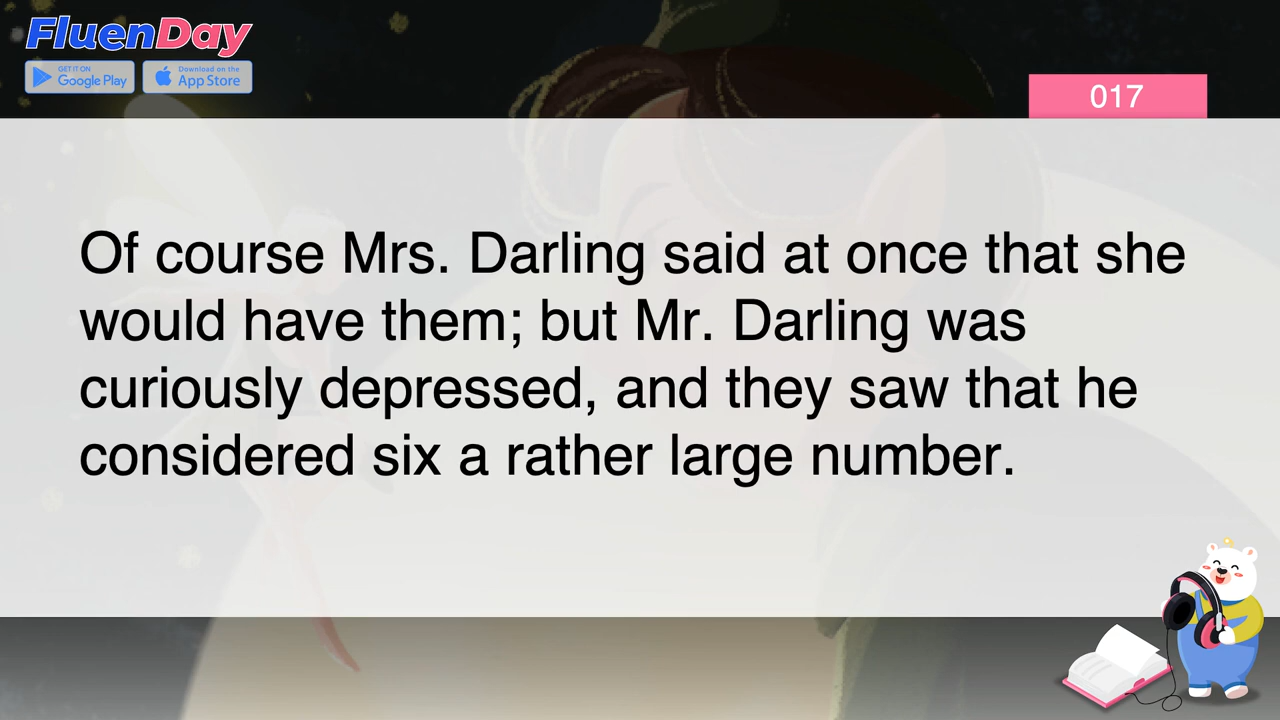 FluenDay
GET IT ON
Google Play
Download on the
App Store
017
Of course Mrs. Darling said at once that she
would have them; but Mr. Darling was
curiously depressed, and they saw that he
considered six a rather large number.